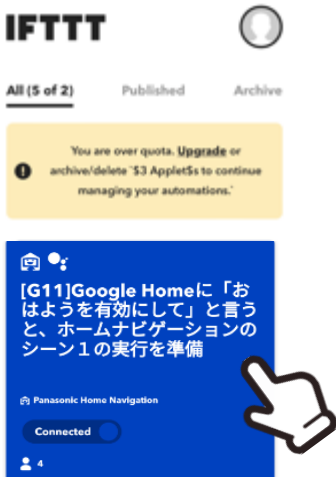 IFTTT
All (5 of 2) Published Archive
You are over quota. Upgrade or
archive/delete `$3 Applet$s to continue
managing your automations.`
[G11]Google Homeに「お
はようを有効にして」と言う
と、ホームナビゲーションの
シーン１の実行を準備
Panasonic Home Navigation
Connected
4